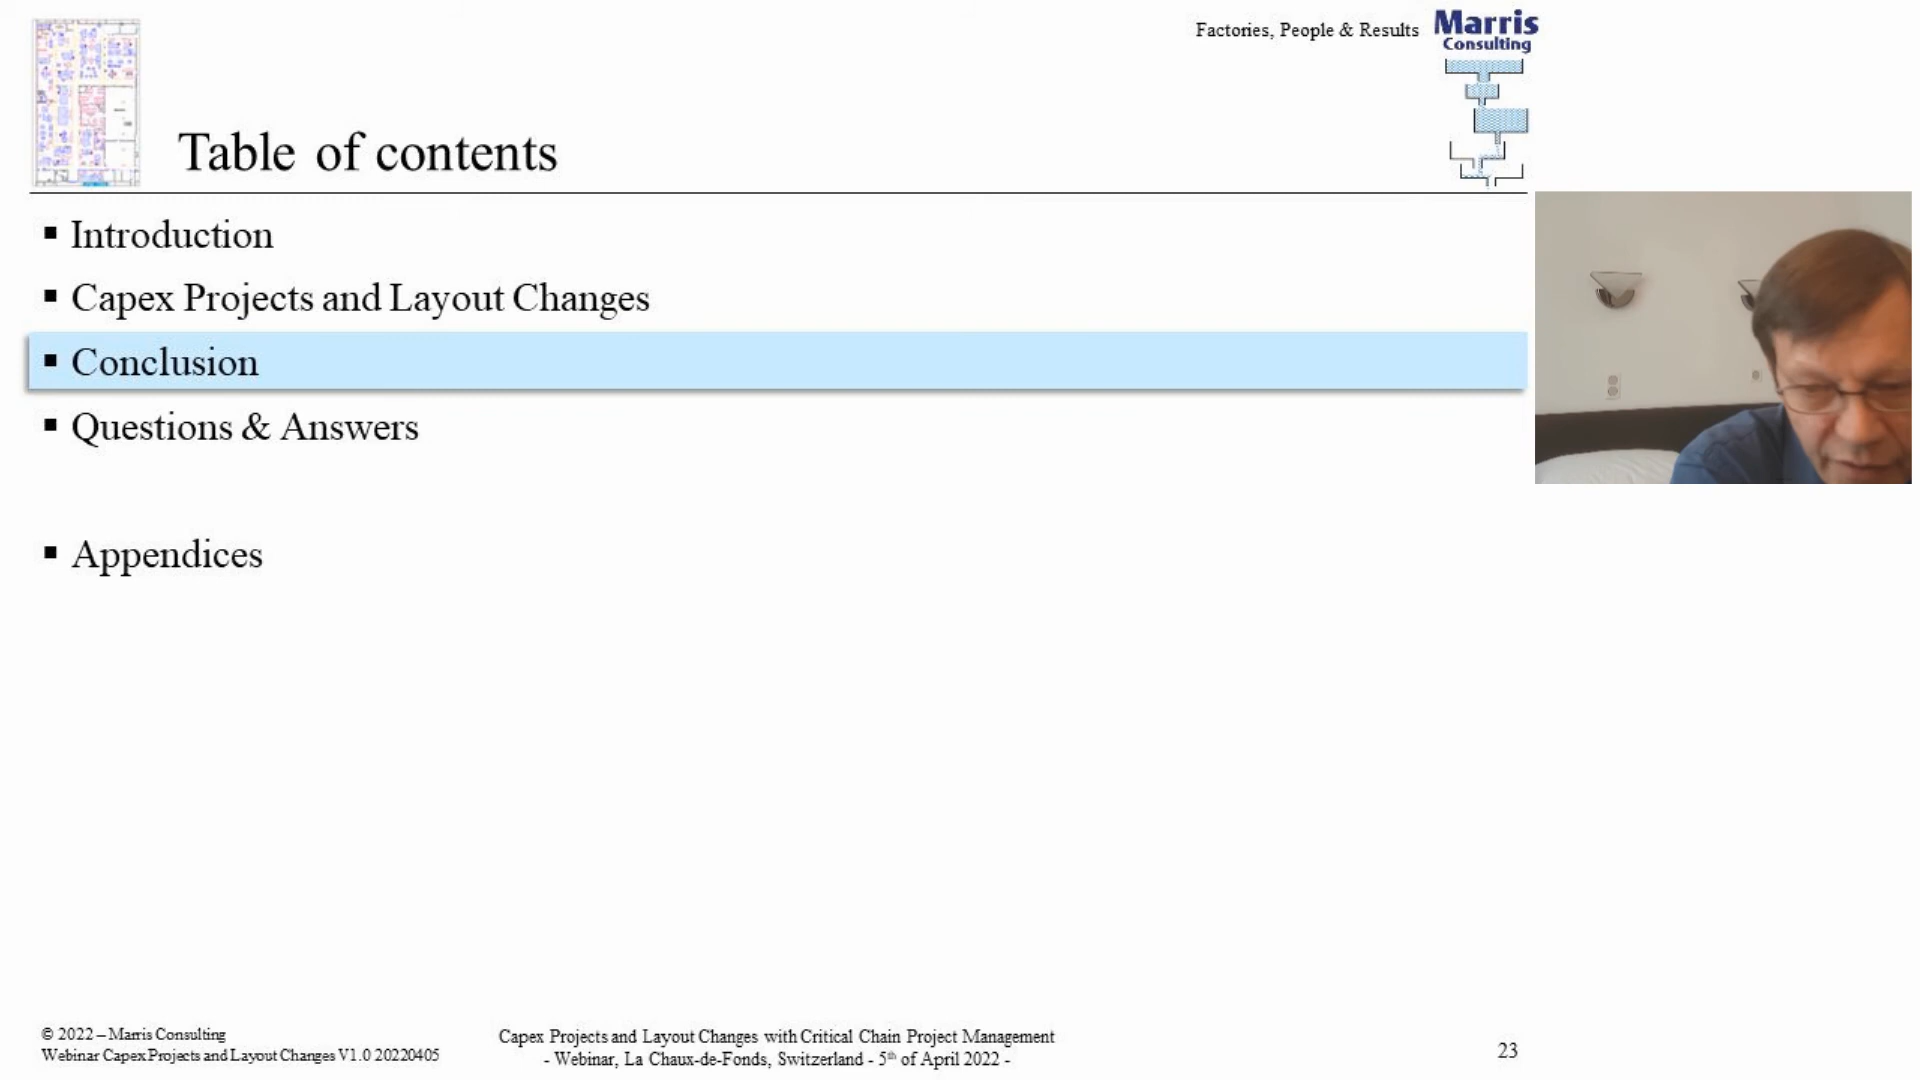 Factories, People & Results
Marris
Consulting
Table of contents
▪ Introduction
▪ Capex Projects and Layout Changes
▪ Conclusion
▪ Questions & Answers
▪ Appendices
© 2022 – Marris Consulting
Webinar Capex Projects and Layout Changes V1.0 20220405
Capex Projects and Layout Changes with Critical Chain Project Management
- Webinar, La Chaux-de-Fonds, Switzerland - 5th of April 2022 -
23